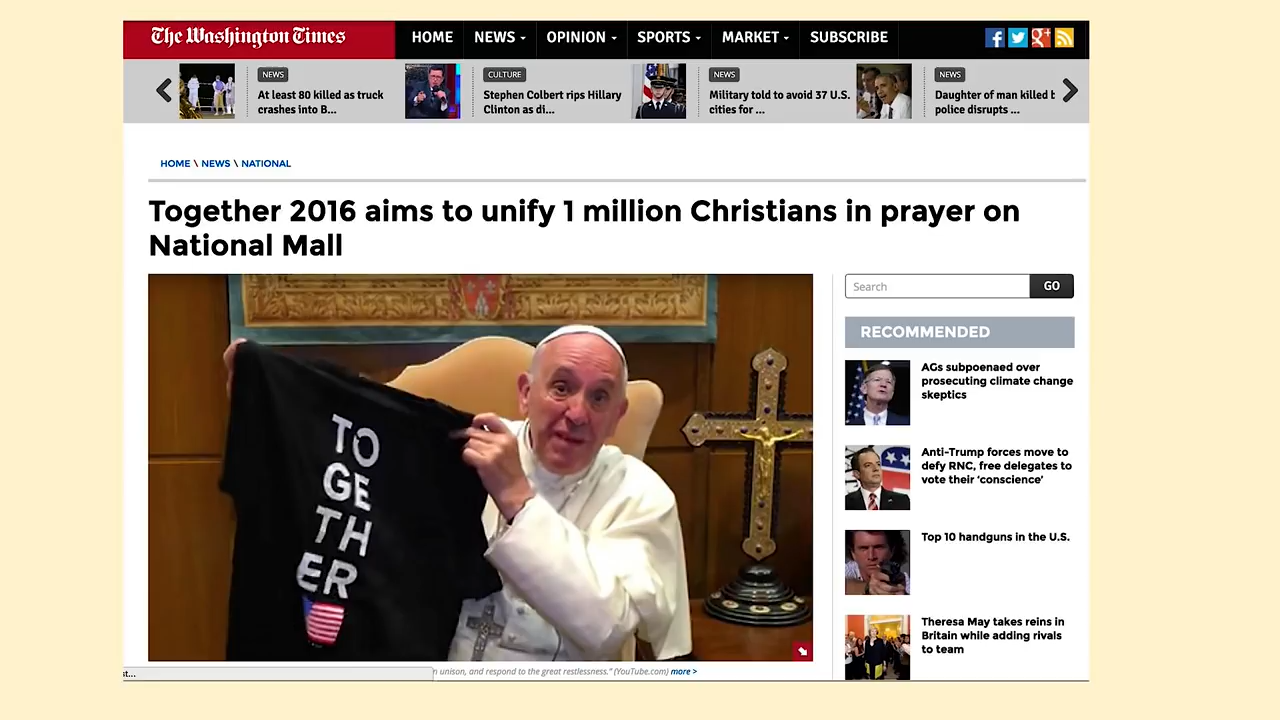 The Washington Times
HOME NEWS OPINION SPORTS MARKET SUBSCRIBE
NEWS
At least 80 killed as truck
crashes into B...
CULTURE
Stephen Colbert rips Hillary
Clinton as di...
NEWS
Military told to avoid 37 U.S.
cities for ...
NEWS
Daughter of man killed b
police disrupts ...
HOME \ NEWS \ NATIONAL
Together 2016 aims to unify 1 million Christians in prayer on
National Mall
TO
GE
TH
ER
Search GO
RECOMMENDED
AGs subpoenaed over
prosecuting climate change
skeptics
Anti-Trump forces move to
defy RNC, free delegates to
vote their ‘conscience’
Top 10 handguns in the U.S.
Theresa May takes reins in
Britain while adding rivals
to team
st... n unison, and respond to the great restlessness." (YouTube.com) more >